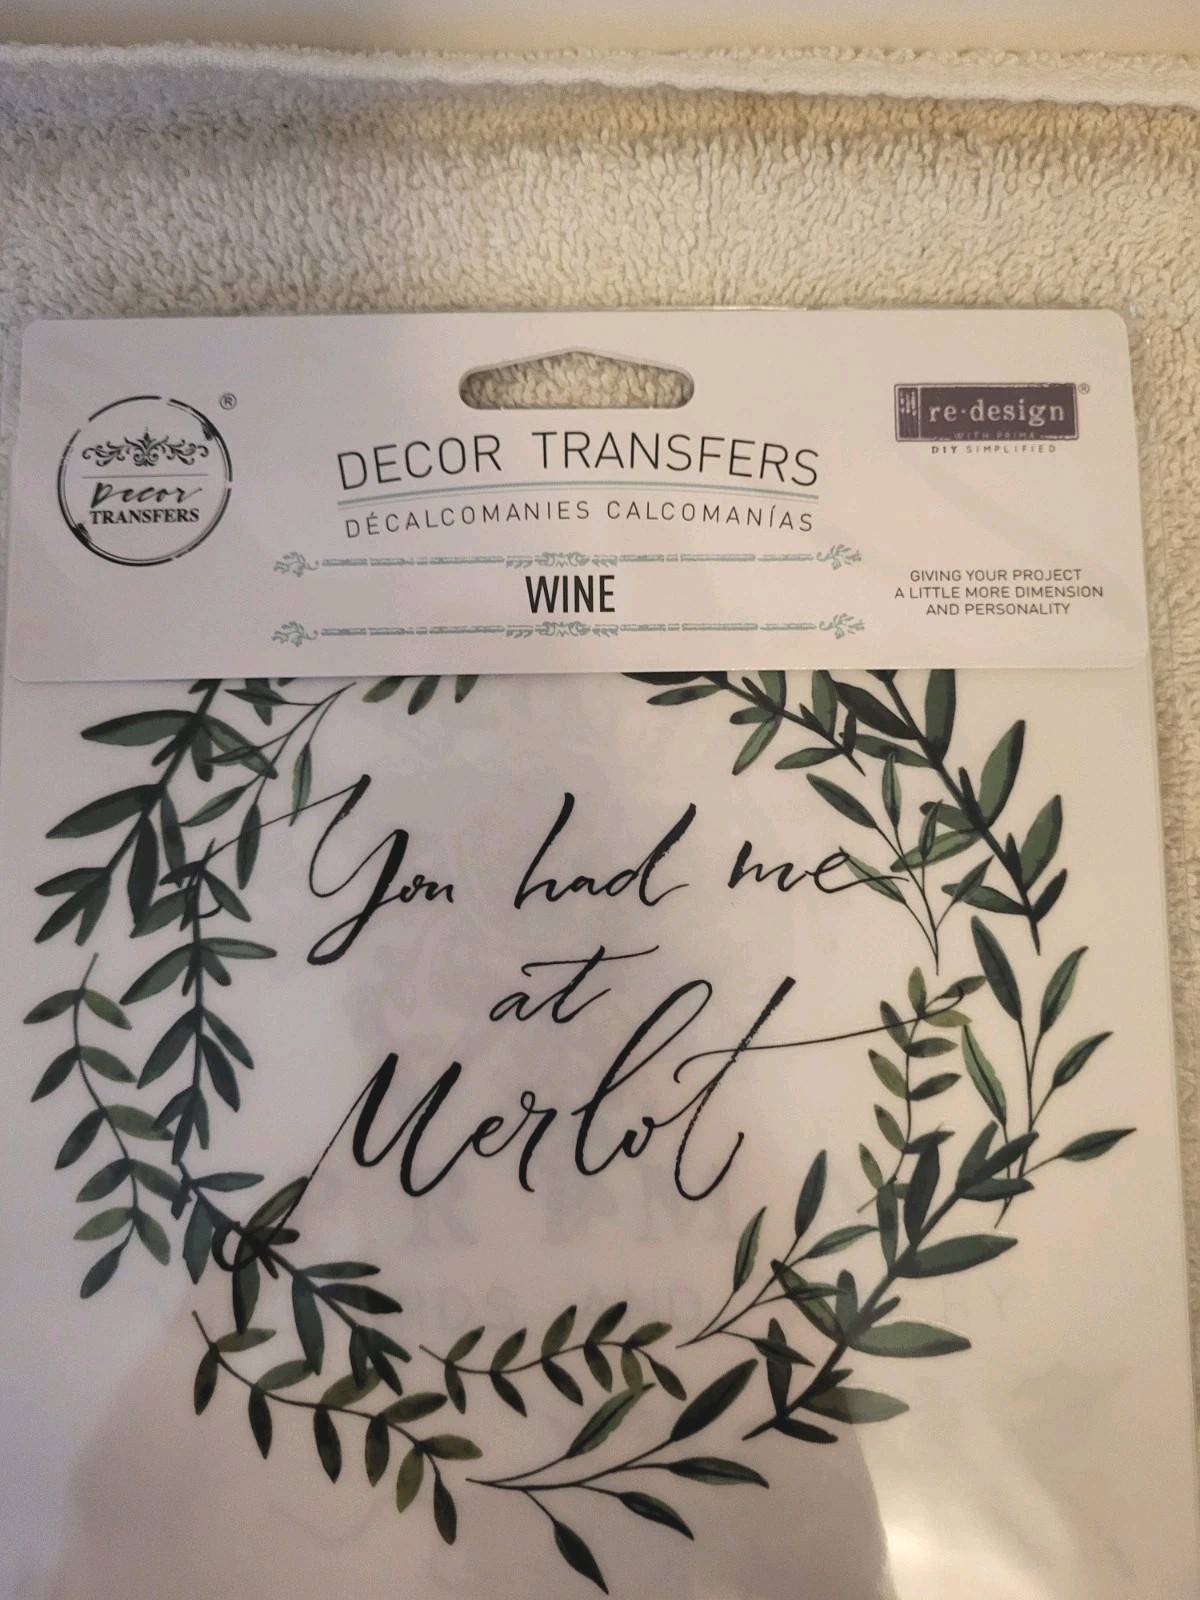 ®
Decor
TRANSFERS
DECOR TRANSFERS
DÉCALCOMANIES CALCOMANÍAS
WINE
re·design®
WITH PRIMA
DIY SIMPLIFIED
GIVING YOUR PROJECT
A LITTLE MORE DIMENSION
AND PERSONALITY
You had me
at
Merlot